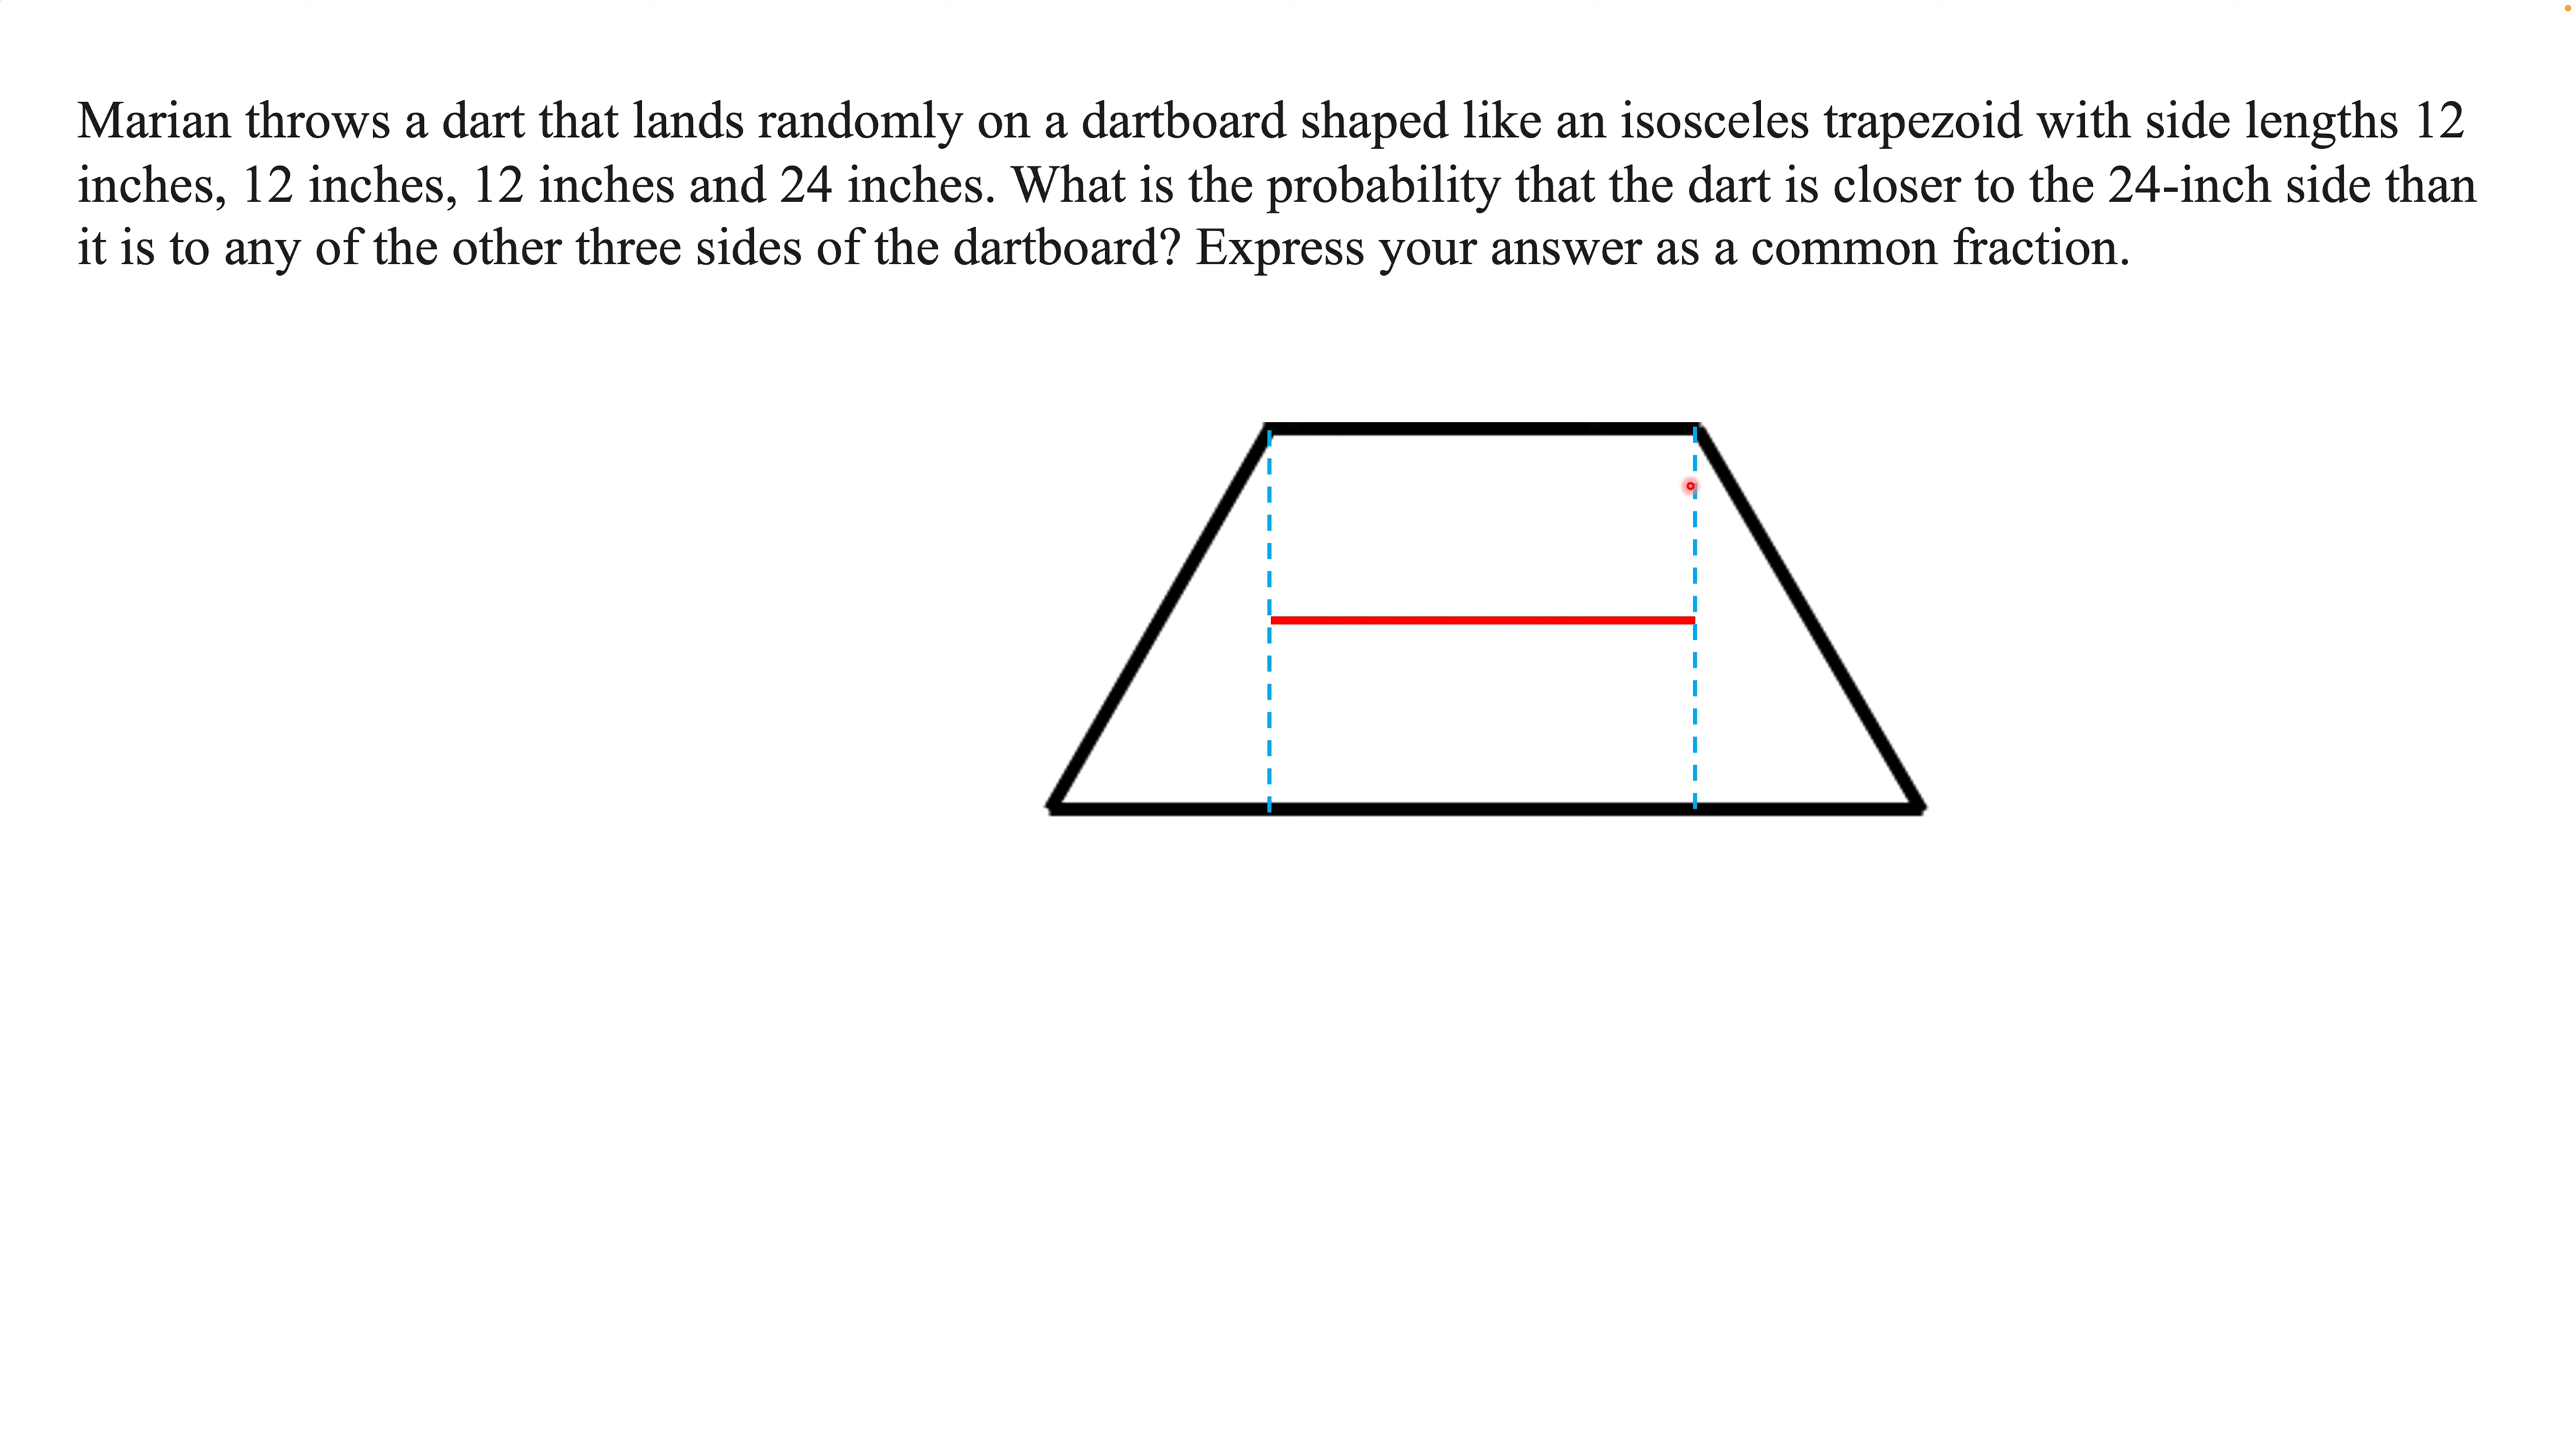 Marian throws a dart that lands randomly on a dartboard shaped like an isosceles trapezoid with side lengths 12
inches, 12 inches, 12 inches and 24 inches. What is the probability that the dart is closer to the 24-inch side than
it is to any of the other three sides of the dartboard? Express your answer as a common fraction.